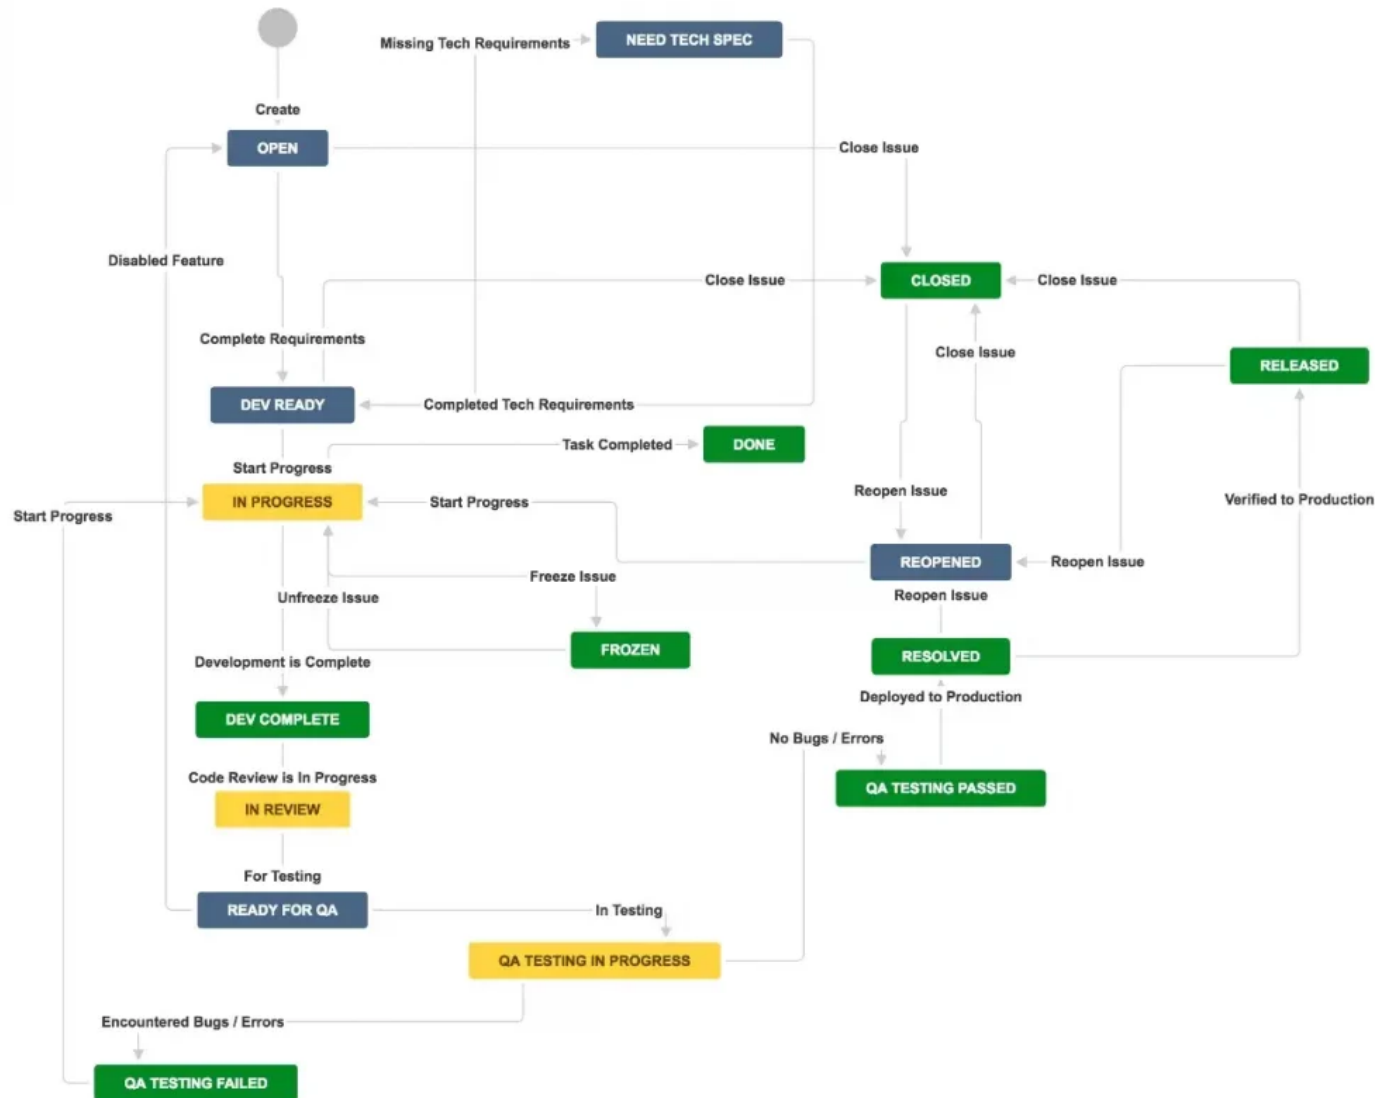 Missing Tech Requirements
NEED TECH SPEC
Create
OPEN
Close Issue
Disabled Feature
Close Issue
CLOSED
Close Issue
Complete Requirements
Close Issue
RELEASED
DEV READY
Completed Tech Requirements
Task Completed
DONE
Start Progress
IN PROGRESS
Start Progress
Reopen Issue
Verified to Production
Start Progress
REOPENED
Reopen Issue
Freeze Issue
Unfreeze Issue
Reopen Issue
FROZEN
RESOLVED
Development is Complete
Deployed to Production
DEV COMPLETE
No Bugs / Errors
Code Review is In Progress
QA TESTING PASSED
IN REVIEW
For Testing
READY FOR QA
In Testing
QA TESTING IN PROGRESS
Encountered Bugs / Errors
QA TESTING FAILED